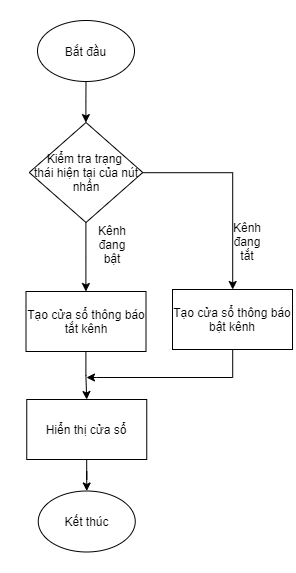 Bắt đầu
Kiểm tra trạng
thái hiện tại của nút
nhấn
Kênh
đang
bật
Kênh
đang
tắt
Tạo cửa sổ thông báo
tắt kênh
Tạo cửa sổ thông báo
bật kênh
Hiển thị cửa sổ
Kết thúc